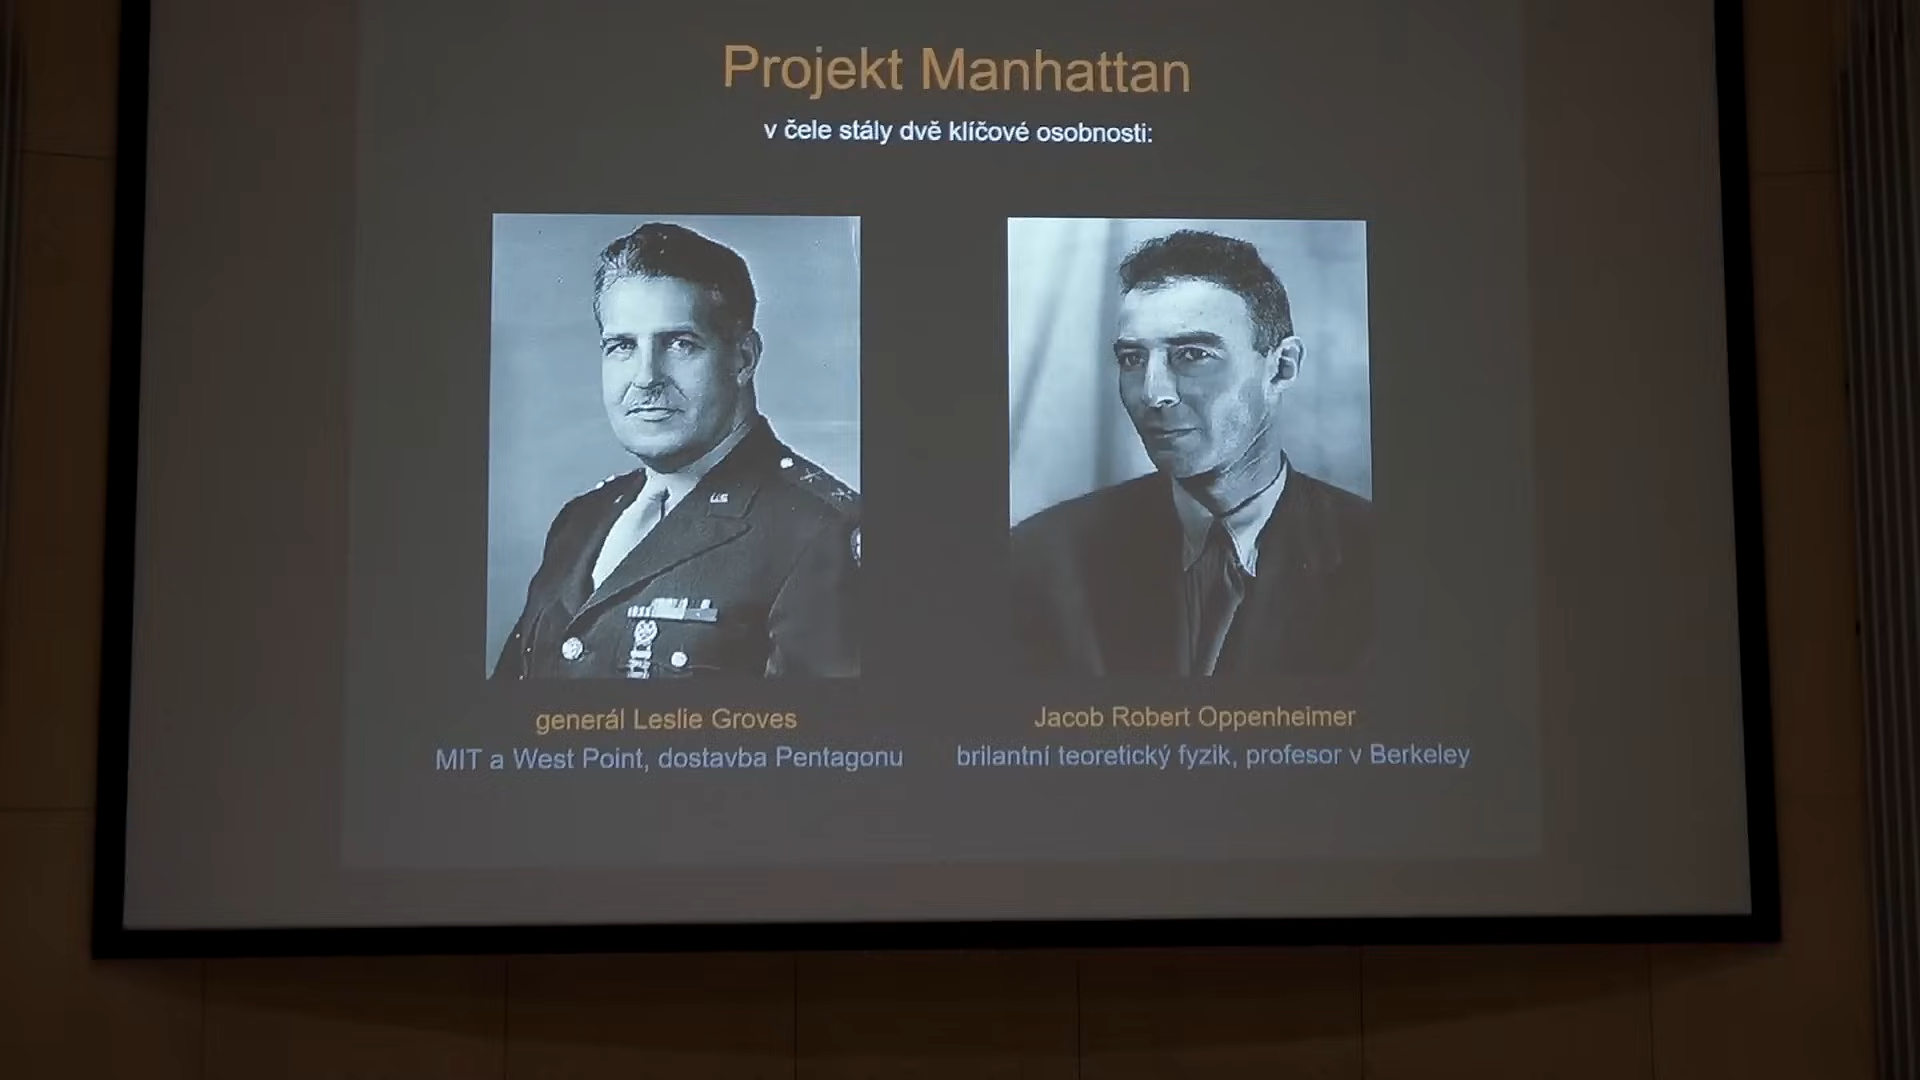 Projekt Manhattan
v čele stály dvě klíčové osobnosti:
US
generál Leslie Groves
MIT a West Point, dostavba Pentagonu
Jacob Robert Oppenheimer
brilantní teoretický fyzik, profesor v Berkeley